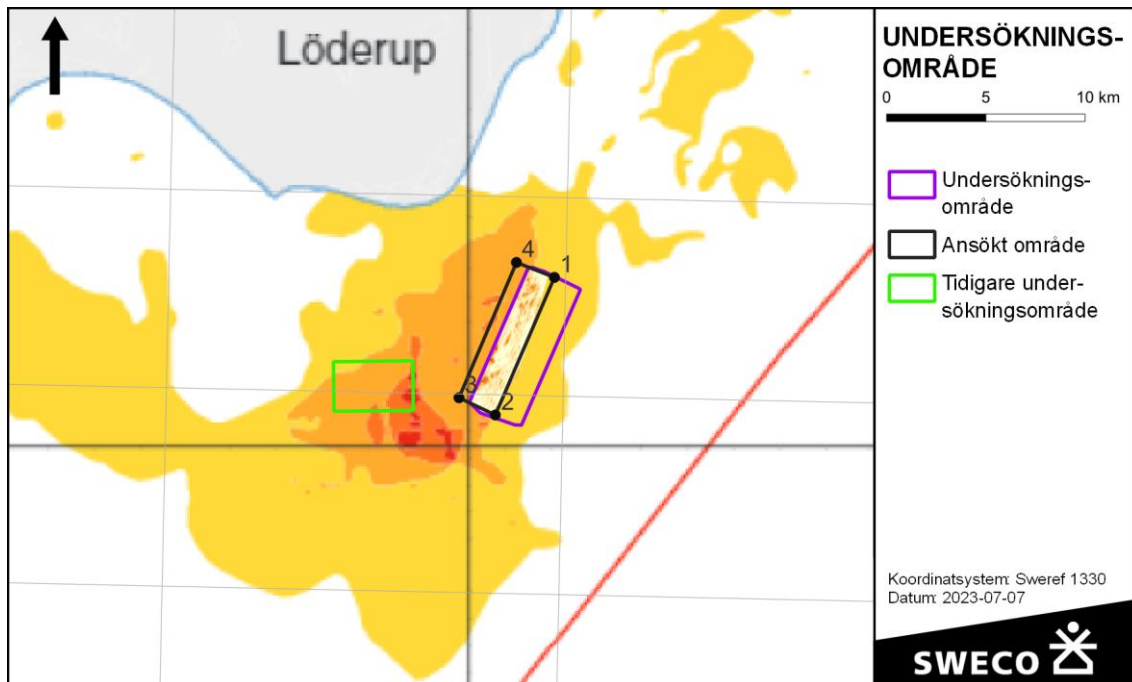 Löderup
4
1
3
2
UNDERSÖKNINGS-
OMRÅDE
0 5 10 km
Undersöknings-
område
Ansökt område
Tidigare under-
sökningsområde
Koordinatsystem: Sweref 1330
Datum: 2023-07-07
SWECO